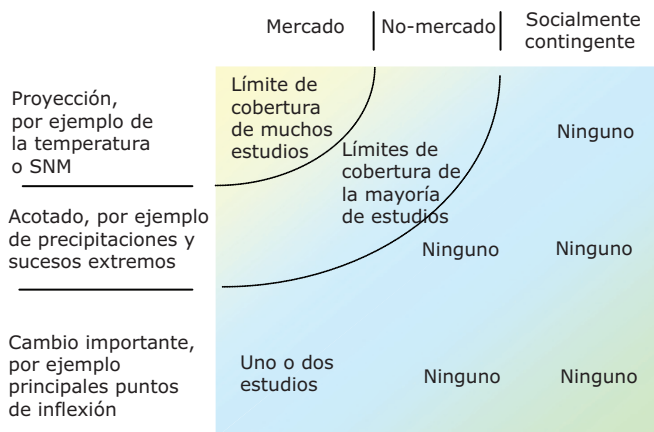 Mercado
No-mercado
Socialmente
contingente
Proyección,
por ejemplo de
la temperatura
o SNM
Límite de
cobertura
de muchos
estudios
Límites de
cobertura de
la mayoría
de estudios
Ninguno
Acotado, por ejemplo
de precipitaciones y
sucesos extremos
Ninguno
Ninguno
Cambio importante,
por ejemplo
principales puntos
de inflexión
Uno o dos
estudios
Ninguno
Ninguno